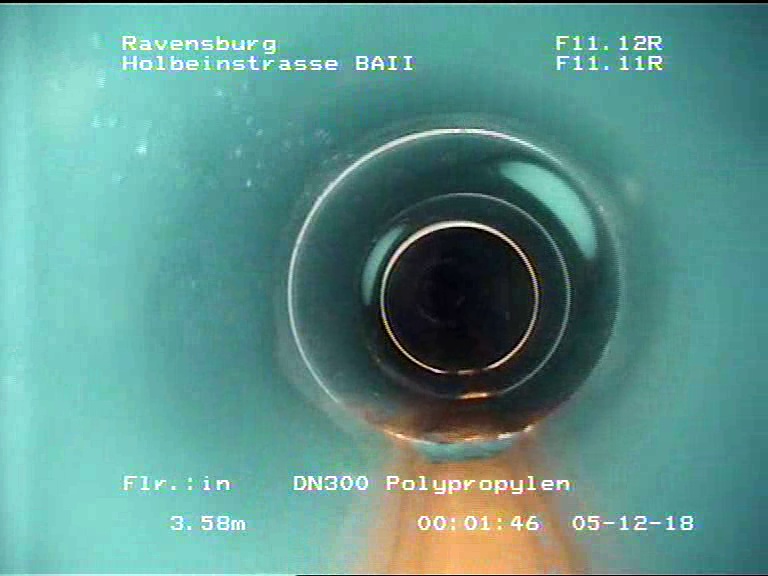 Ravensburg F11.12R
Holbeinstrasse BAII F11.11R
Flr.:in DN300 Polypropylen
3.58m 00:01:46 05-12-18